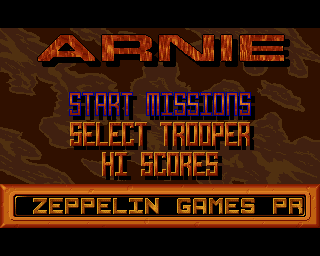 ARNIE
START MISSIONS
SELECT TROOPER
HI SCORES
ZEPPELIN GAMES PR